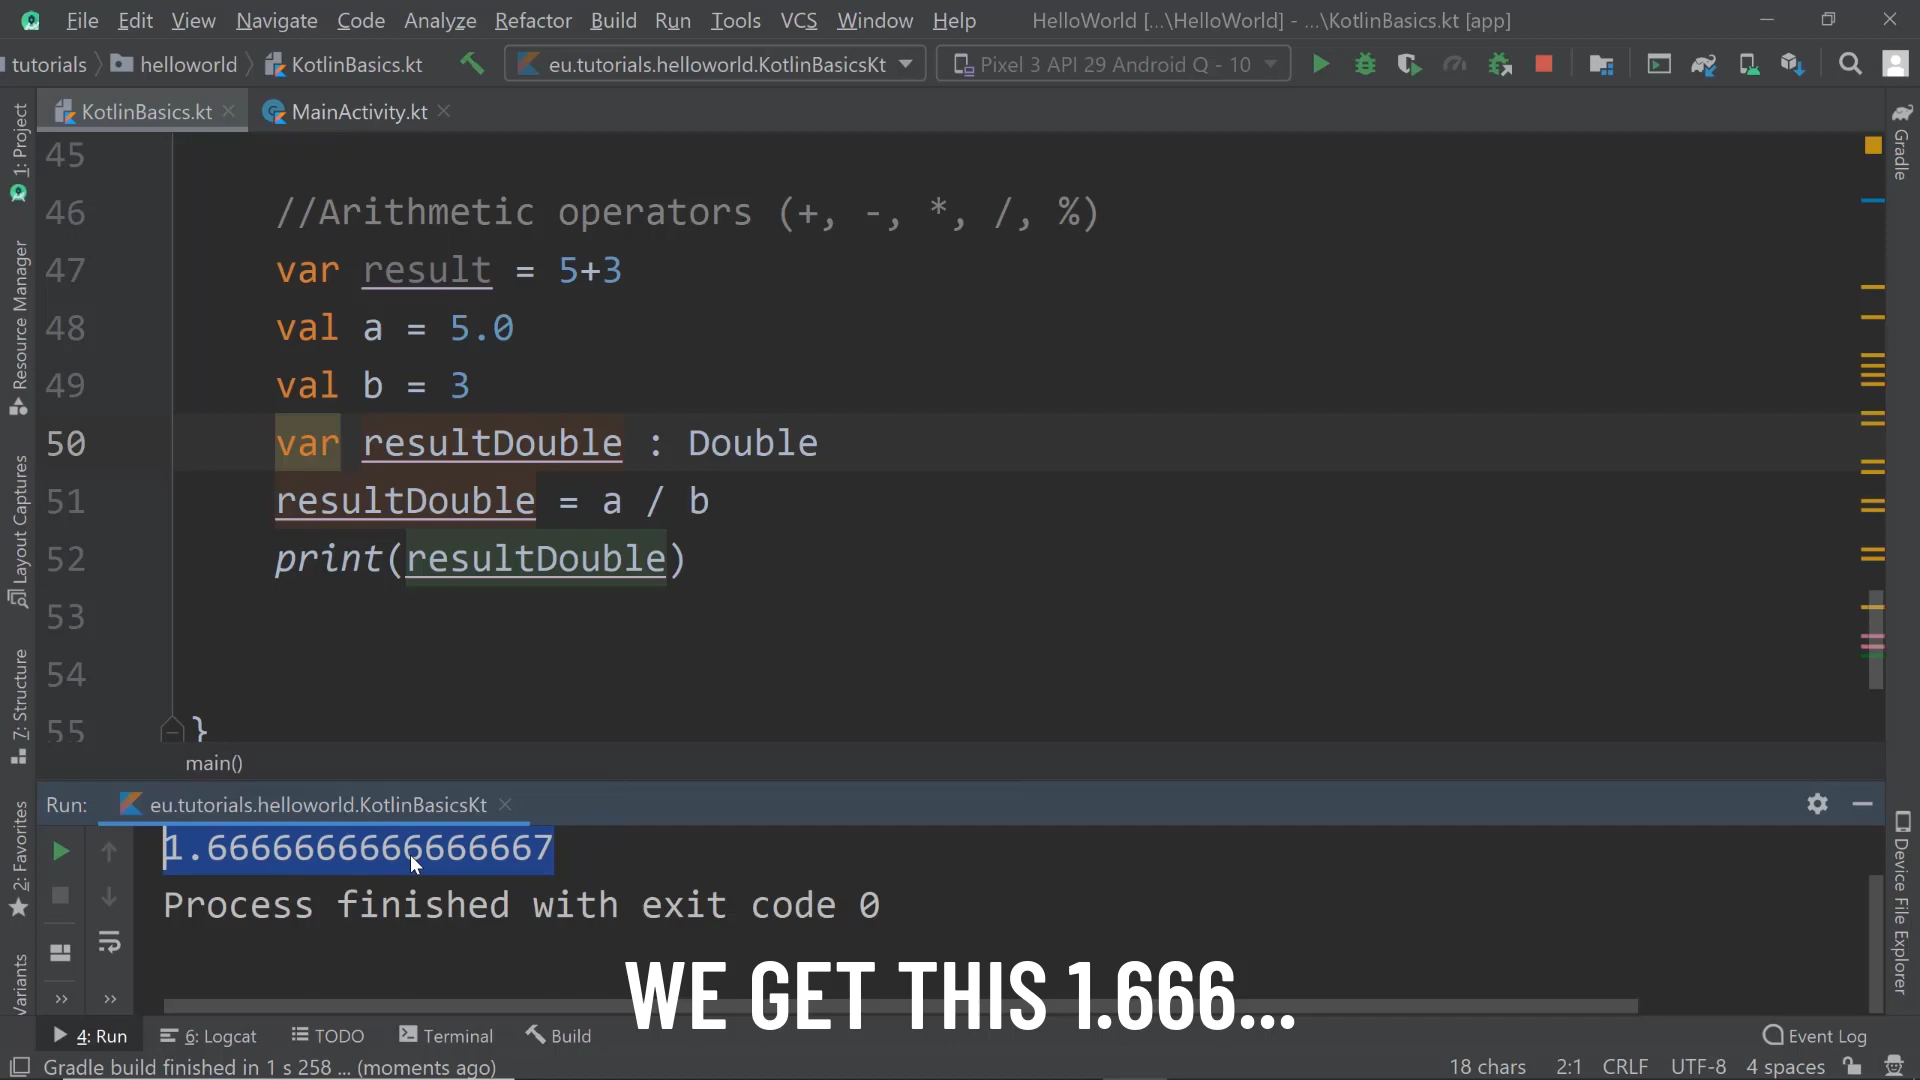 File Edit View Navigate Code Analyze Refactor Build Run Tools VCS Window Help HelloWorld [...\HelloWorld] - ...\KotlinBasics.kt [app]
tutorials helloworld KotlinBasics.kt eu.tutorials.helloworld.KotlinBasicsKt Pixel 3 API 29 Android Q - 10
KotlinBasics.kt MainActivity.kt
1: Project
Resource Manager
Layout Captures
7: Structure
2: Favorites
Variants
Gradle
Device File Explorer
45
46 //Arithmetic operators (+, -, *, /, %)
47 var result = 5+3
48 val a = 5.0
49 val b = 3
50 var resultDouble : Double
51 resultDouble = a / b
52 print(resultDouble)
53
54
55 }
main()
Run: eu.tutorials.helloworld.KotlinBasicsKt
1.6666666666666667
Process finished with exit code 0
WE GET THIS 1.666...
4: Run 6: Logcat TODO Terminal Build Event Log
Gradle build finished in 1 s 258 ... (moments ago) 18 chars 2:1 CRLF UTF-8 4 spaces